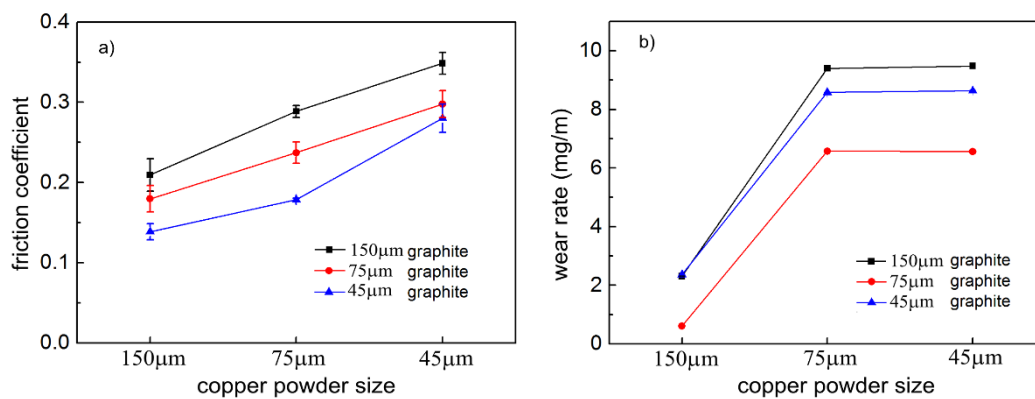 a)
friction coefficient
0.4
0.3
0.2
0.1
0.0
150μm graphite
75μm graphite
45μm graphite
150μm 75μm 45μm
copper powder size
b)
wear rate (mg/m)
10
8
6
4
2
0
150μm graphite
75μm graphite
45μm graphite
150μm 75μm 45μm
copper powder size